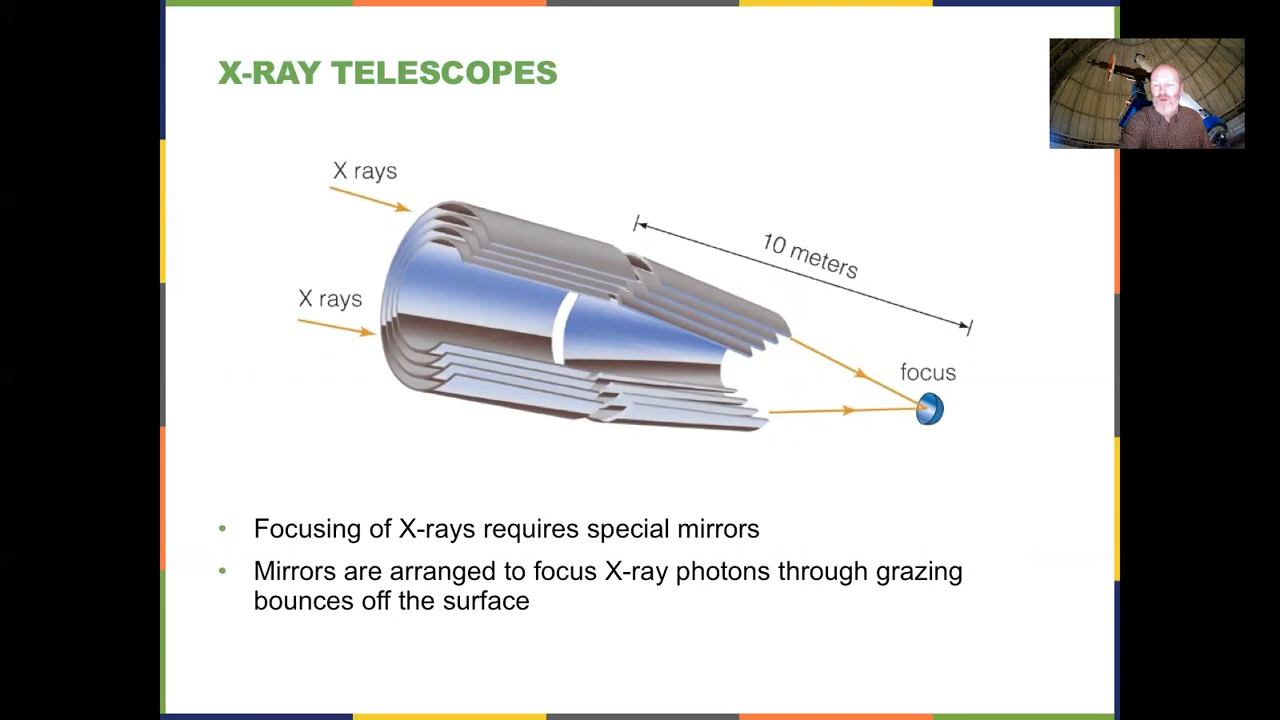 X-RAY TELESCOPES
X rays
10 meters
X rays
focus
• Focusing of X-rays requires special mirrors
• Mirrors are arranged to focus X-ray photons through grazing
bounces off the surface